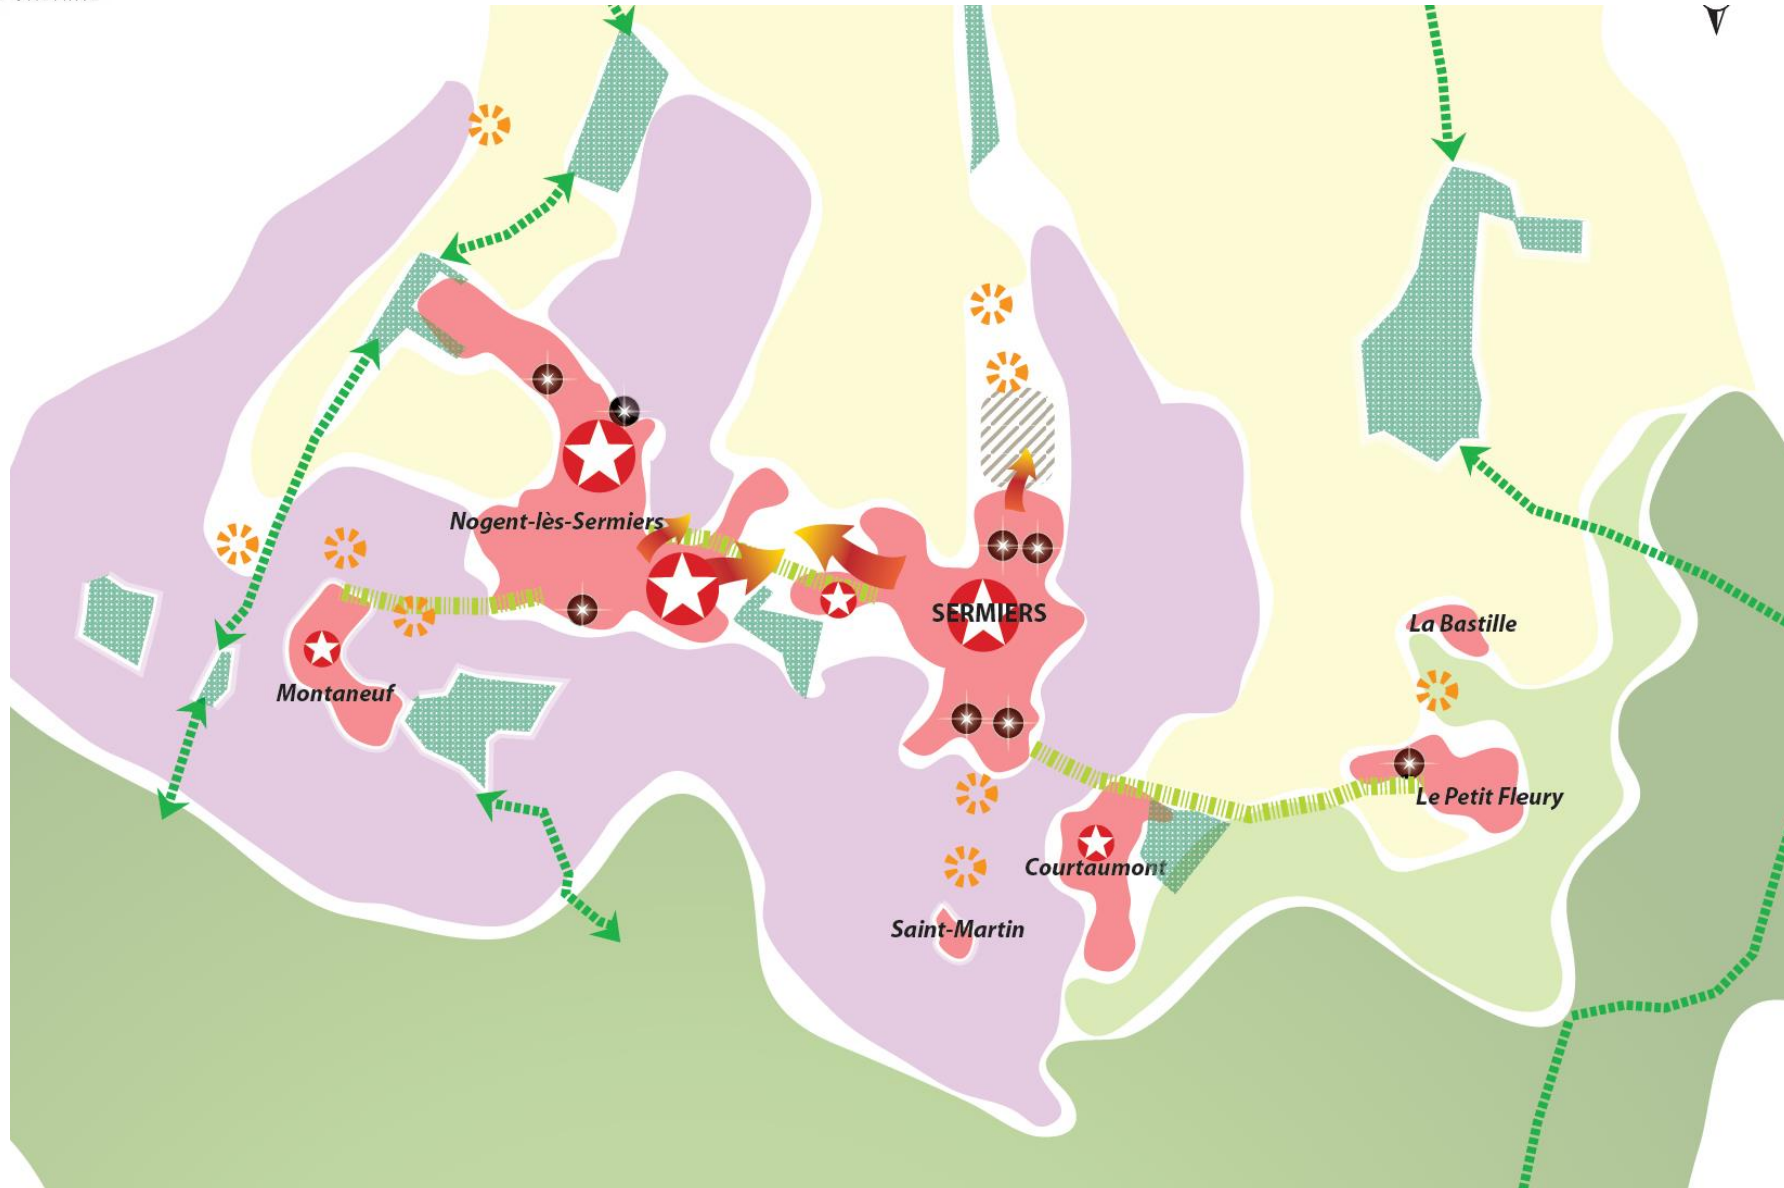 Nogent-lès-Sermiers
SERMIERS
La Bastille
Montaneuf
Le Petit Fleury
Courtaumont
Saint-Martin